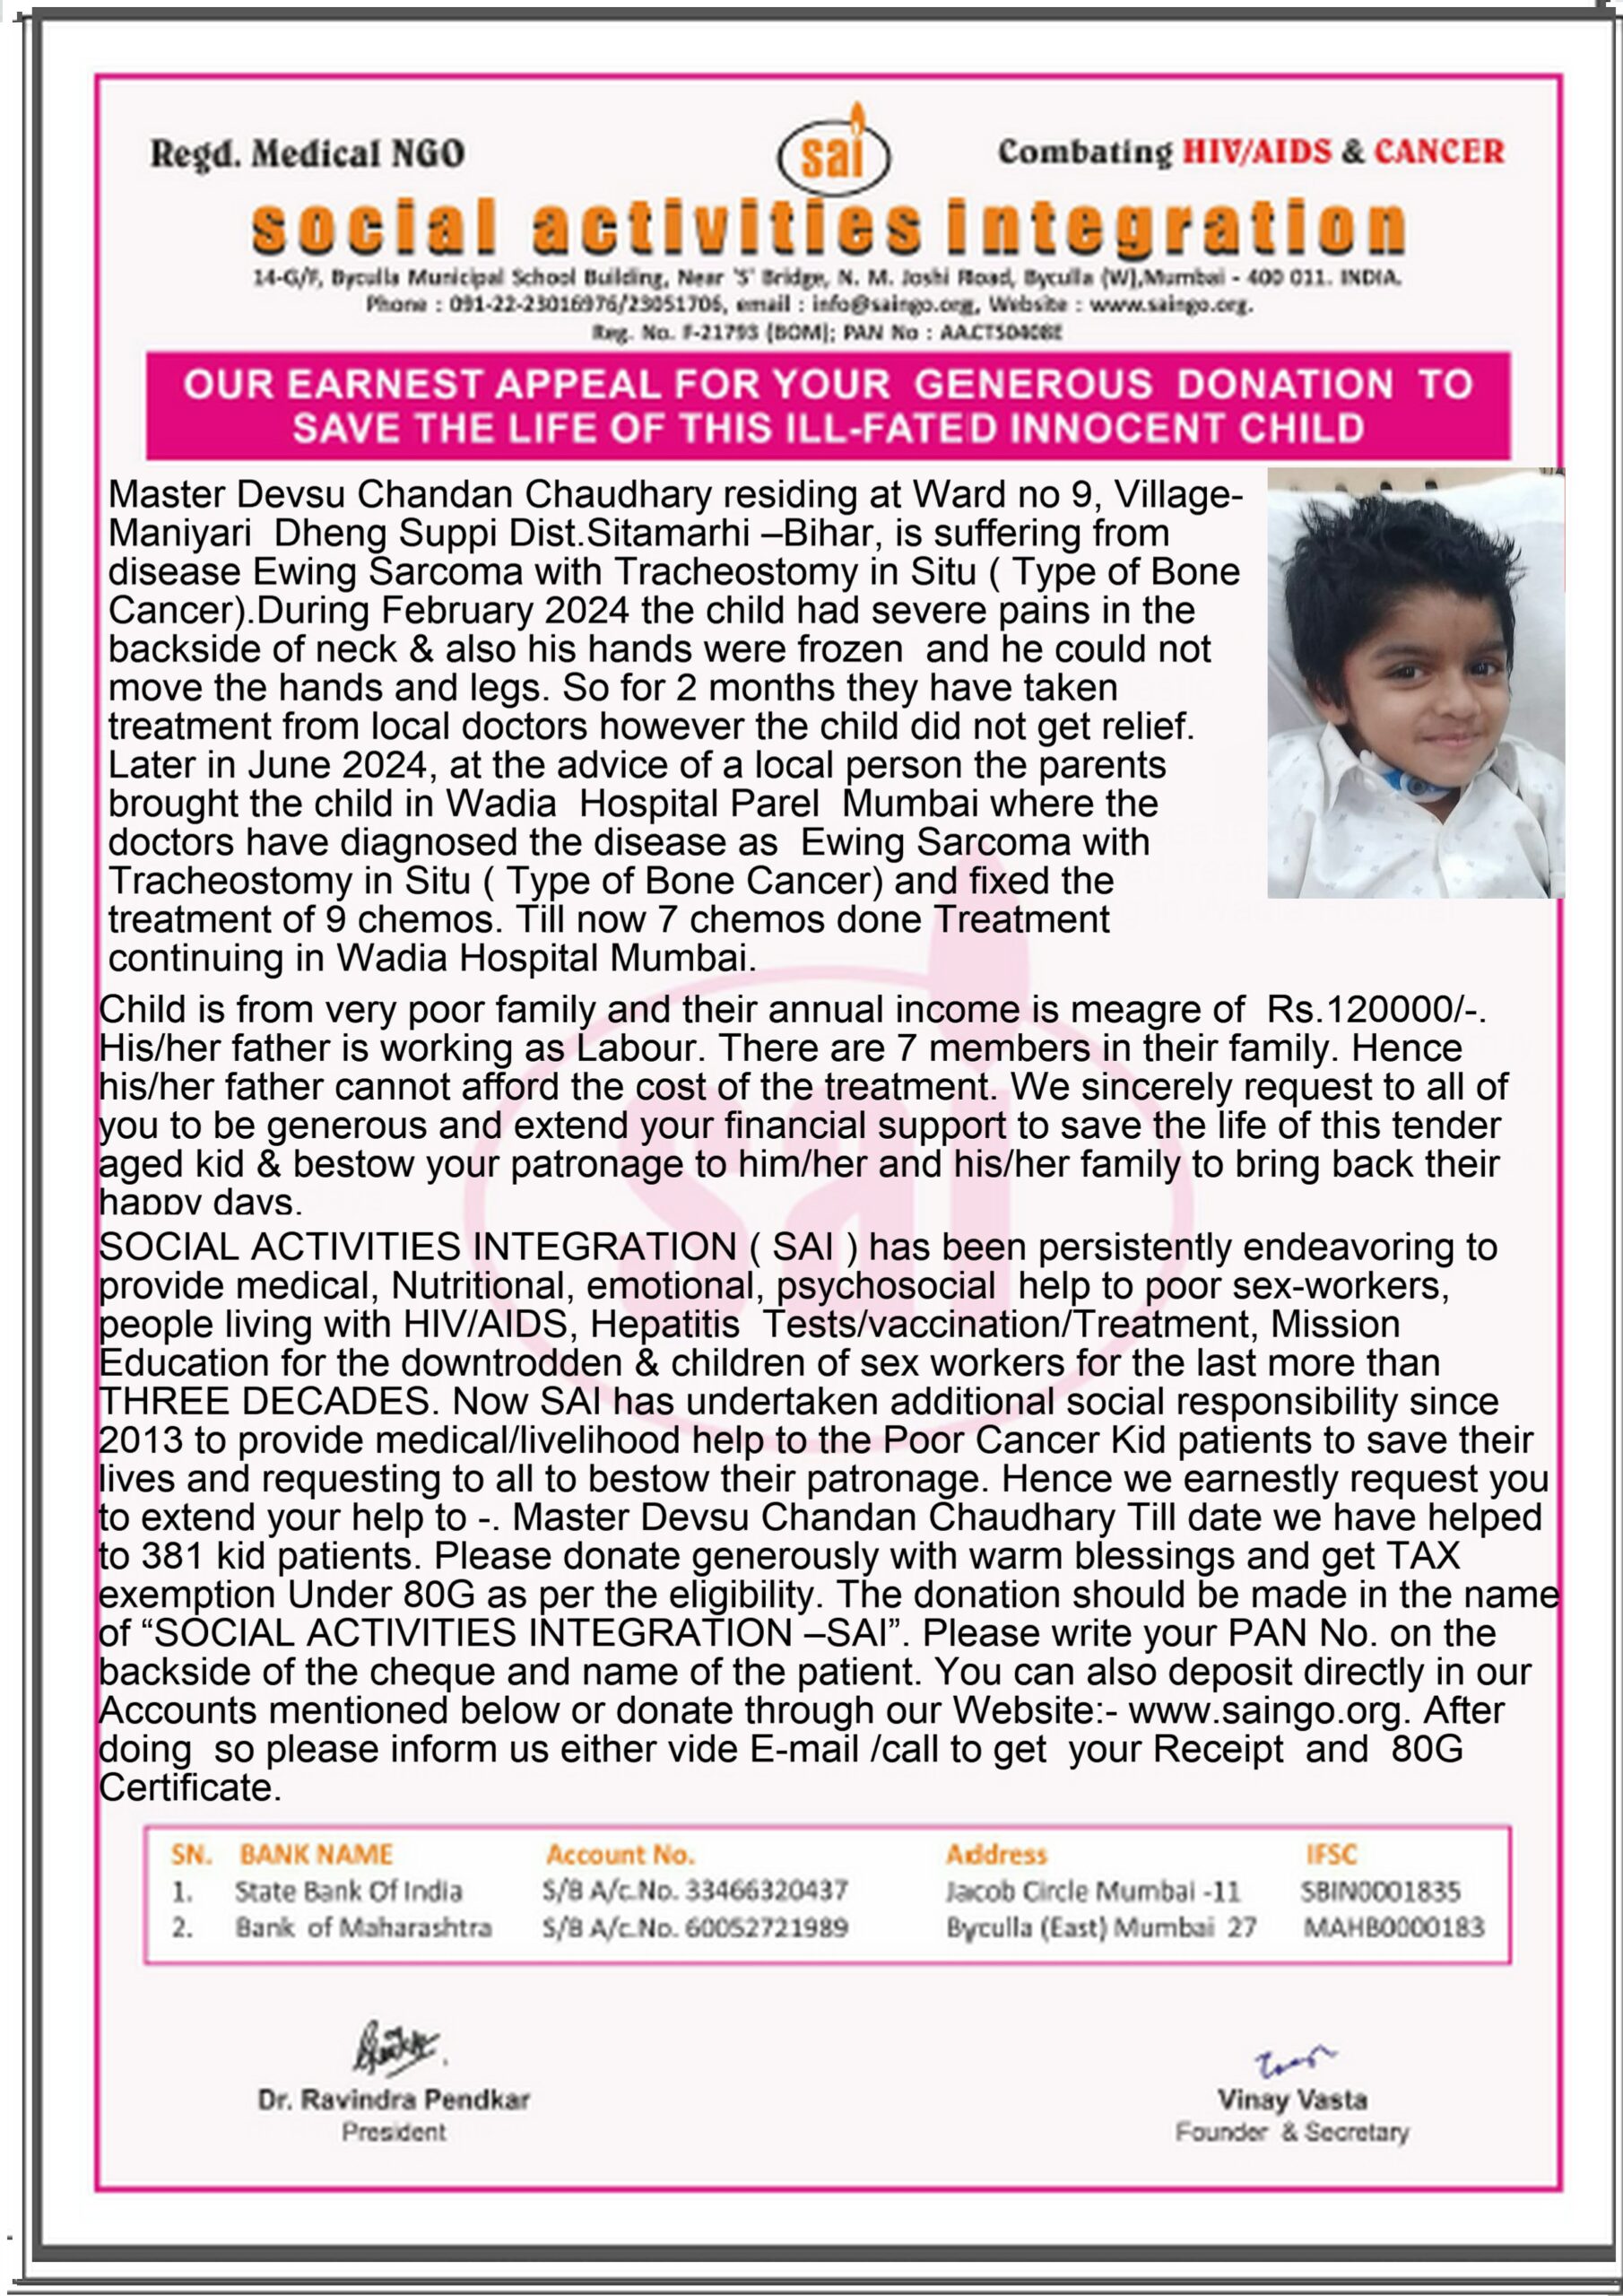 Regd. Medical NGO
sai
Combating HIV/AIDS & CANCER
social activities integration
14-G/F, Byculla Municipal School Building, Near 'S' Bridge, N. M. Joshi Road, Byculla (W),Mumbai - 400 011. INDIA.
Phone : 091-22-23016976/23051706, email : info@saingo.org, Website : www.saingo.org.
Reg. No. F-21793 (BOM); PAN No : AACTS0408E
OUR EARNEST APPEAL FOR YOUR GENEROUS DONATION TO
SAVE THE LIFE OF THIS ILL-FATED INNOCENT CHILD
Master Devsu Chandan Chaudhary residing at Ward no 9, Village-
Maniyari Dheng Suppi Dist.Sitamarhi –Bihar, is suffering from
disease Ewing Sarcoma with Tracheostomy in Situ ( Type of Bone
Cancer).During February 2024 the child had severe pains in the
backside of neck & also his hands were frozen and he could not
move the hands and legs. So for 2 months they have taken
treatment from local doctors however the child did not get relief.
Later in June 2024, at the advice of a local person the parents
brought the child in Wadia Hospital Parel Mumbai where the
doctors have diagnosed the disease as Ewing Sarcoma with
Tracheostomy in Situ ( Type of Bone Cancer) and fixed the
treatment of 9 chemos. Till now 7 chemos done Treatment
continuing in Wadia Hospital Mumbai.
Child is from very poor family and their annual income is meagre of Rs.120000/-.
His/her father is working as Labour. There are 7 members in their family. Hence
his/her father cannot afford the cost of the treatment. We sincerely request to all of
you to be generous and extend your financial support to save the life of this tender
aged kid & bestow your patronage to him/her and his/her family to bring back their
happy days.
SOCIAL ACTIVITIES INTEGRATION ( SAI ) has been persistently endeavoring to
provide medical, Nutritional, emotional, psychosocial help to poor sex-workers,
people living with HIV/AIDS, Hepatitis Tests/vaccination/Treatment, Mission
Education for the downtrodden & children of sex workers for the last more than
THREE DECADES. Now SAI has undertaken additional social responsibility since
2013 to provide medical/livelihood help to the Poor Cancer Kid patients to save their
lives and requesting to all to bestow their patronage. Hence we earnestly request you
to extend your help to -. Master Devsu Chandan Chaudhary Till date we have helped
to 381 kid patients. Please donate generously with warm blessings and get TAX
exemption Under 80G as per the eligibility. The donation should be made in the name
of “SOCIAL ACTIVITIES INTEGRATION –SAI”. Please write your PAN No. on the
backside of the cheque and name of the patient. You can also deposit directly in our
Accounts mentioned below or donate through our Website:- www.saingo.org. After
doing so please inform us either vide E-mail /call to get your Receipt and 80G
Certificate.
SN. BANK NAME Account No. Address IFSC
1. State Bank Of India S/B A/c.No. 33466320437 Jacob Circle Mumbai -11 SBIN0001835
2. Bank of Maharashtra S/B A/c.No. 60052721989 Byculla (East) Mumbai 27 MAHB0000183
Dr. Ravindra Pendkar
President
Vinay Vasta
Founder & Secretary